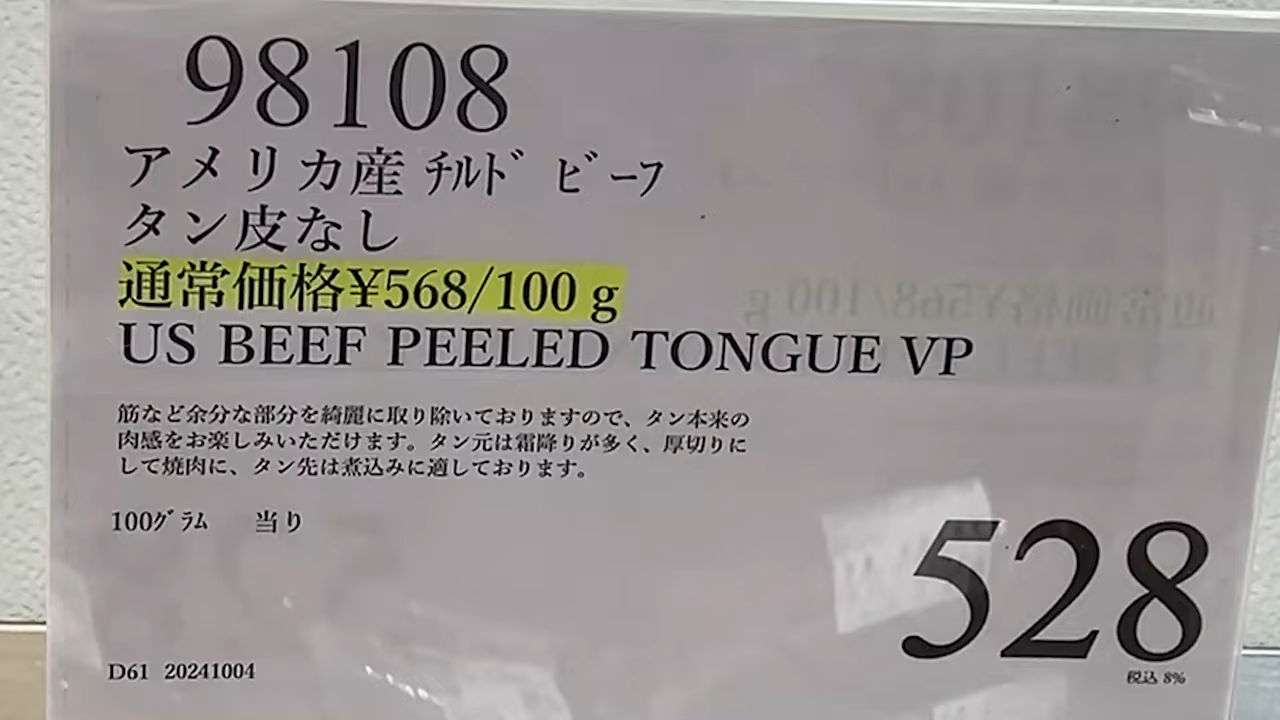 98108
アメリカ産 ﾁﾙﾄﾞ ﾋﾞｰﾌ
タン皮なし
通常価格¥568/100 g
US BEEF PEELED TONGUE VP
筋など余分な部分を綺麗に取り除いておりますので、タン本来の
肉感をお楽しみいただけます。タン元は霜降りが多く、厚切りに
して焼肉に、タン先は煮込みに適しております。
100ｸﾞﾗﾑ 当り
528
税込 8%
D61 20241004